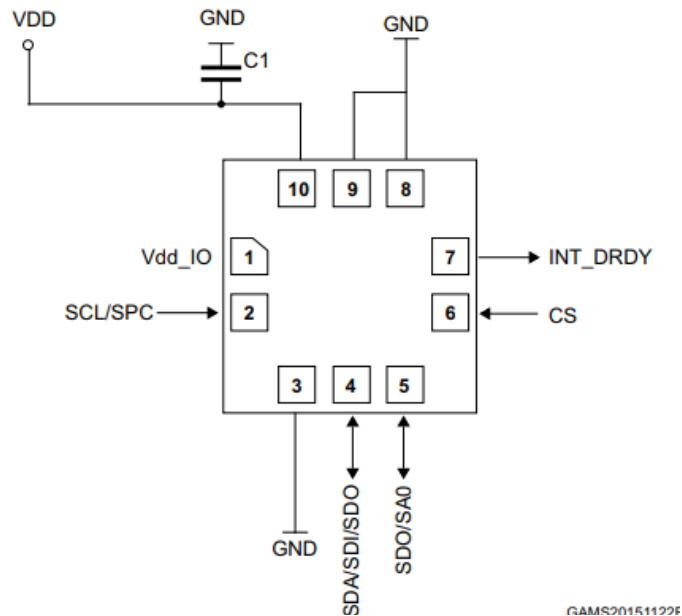 VDD
GND
C1
GND
10
9
8
Vdd_IO
1
7
INT_DRDY
SCL/SPC
2
6
CS
3
4
5
GND
SDA/SDI/SDO
SDO/SA0